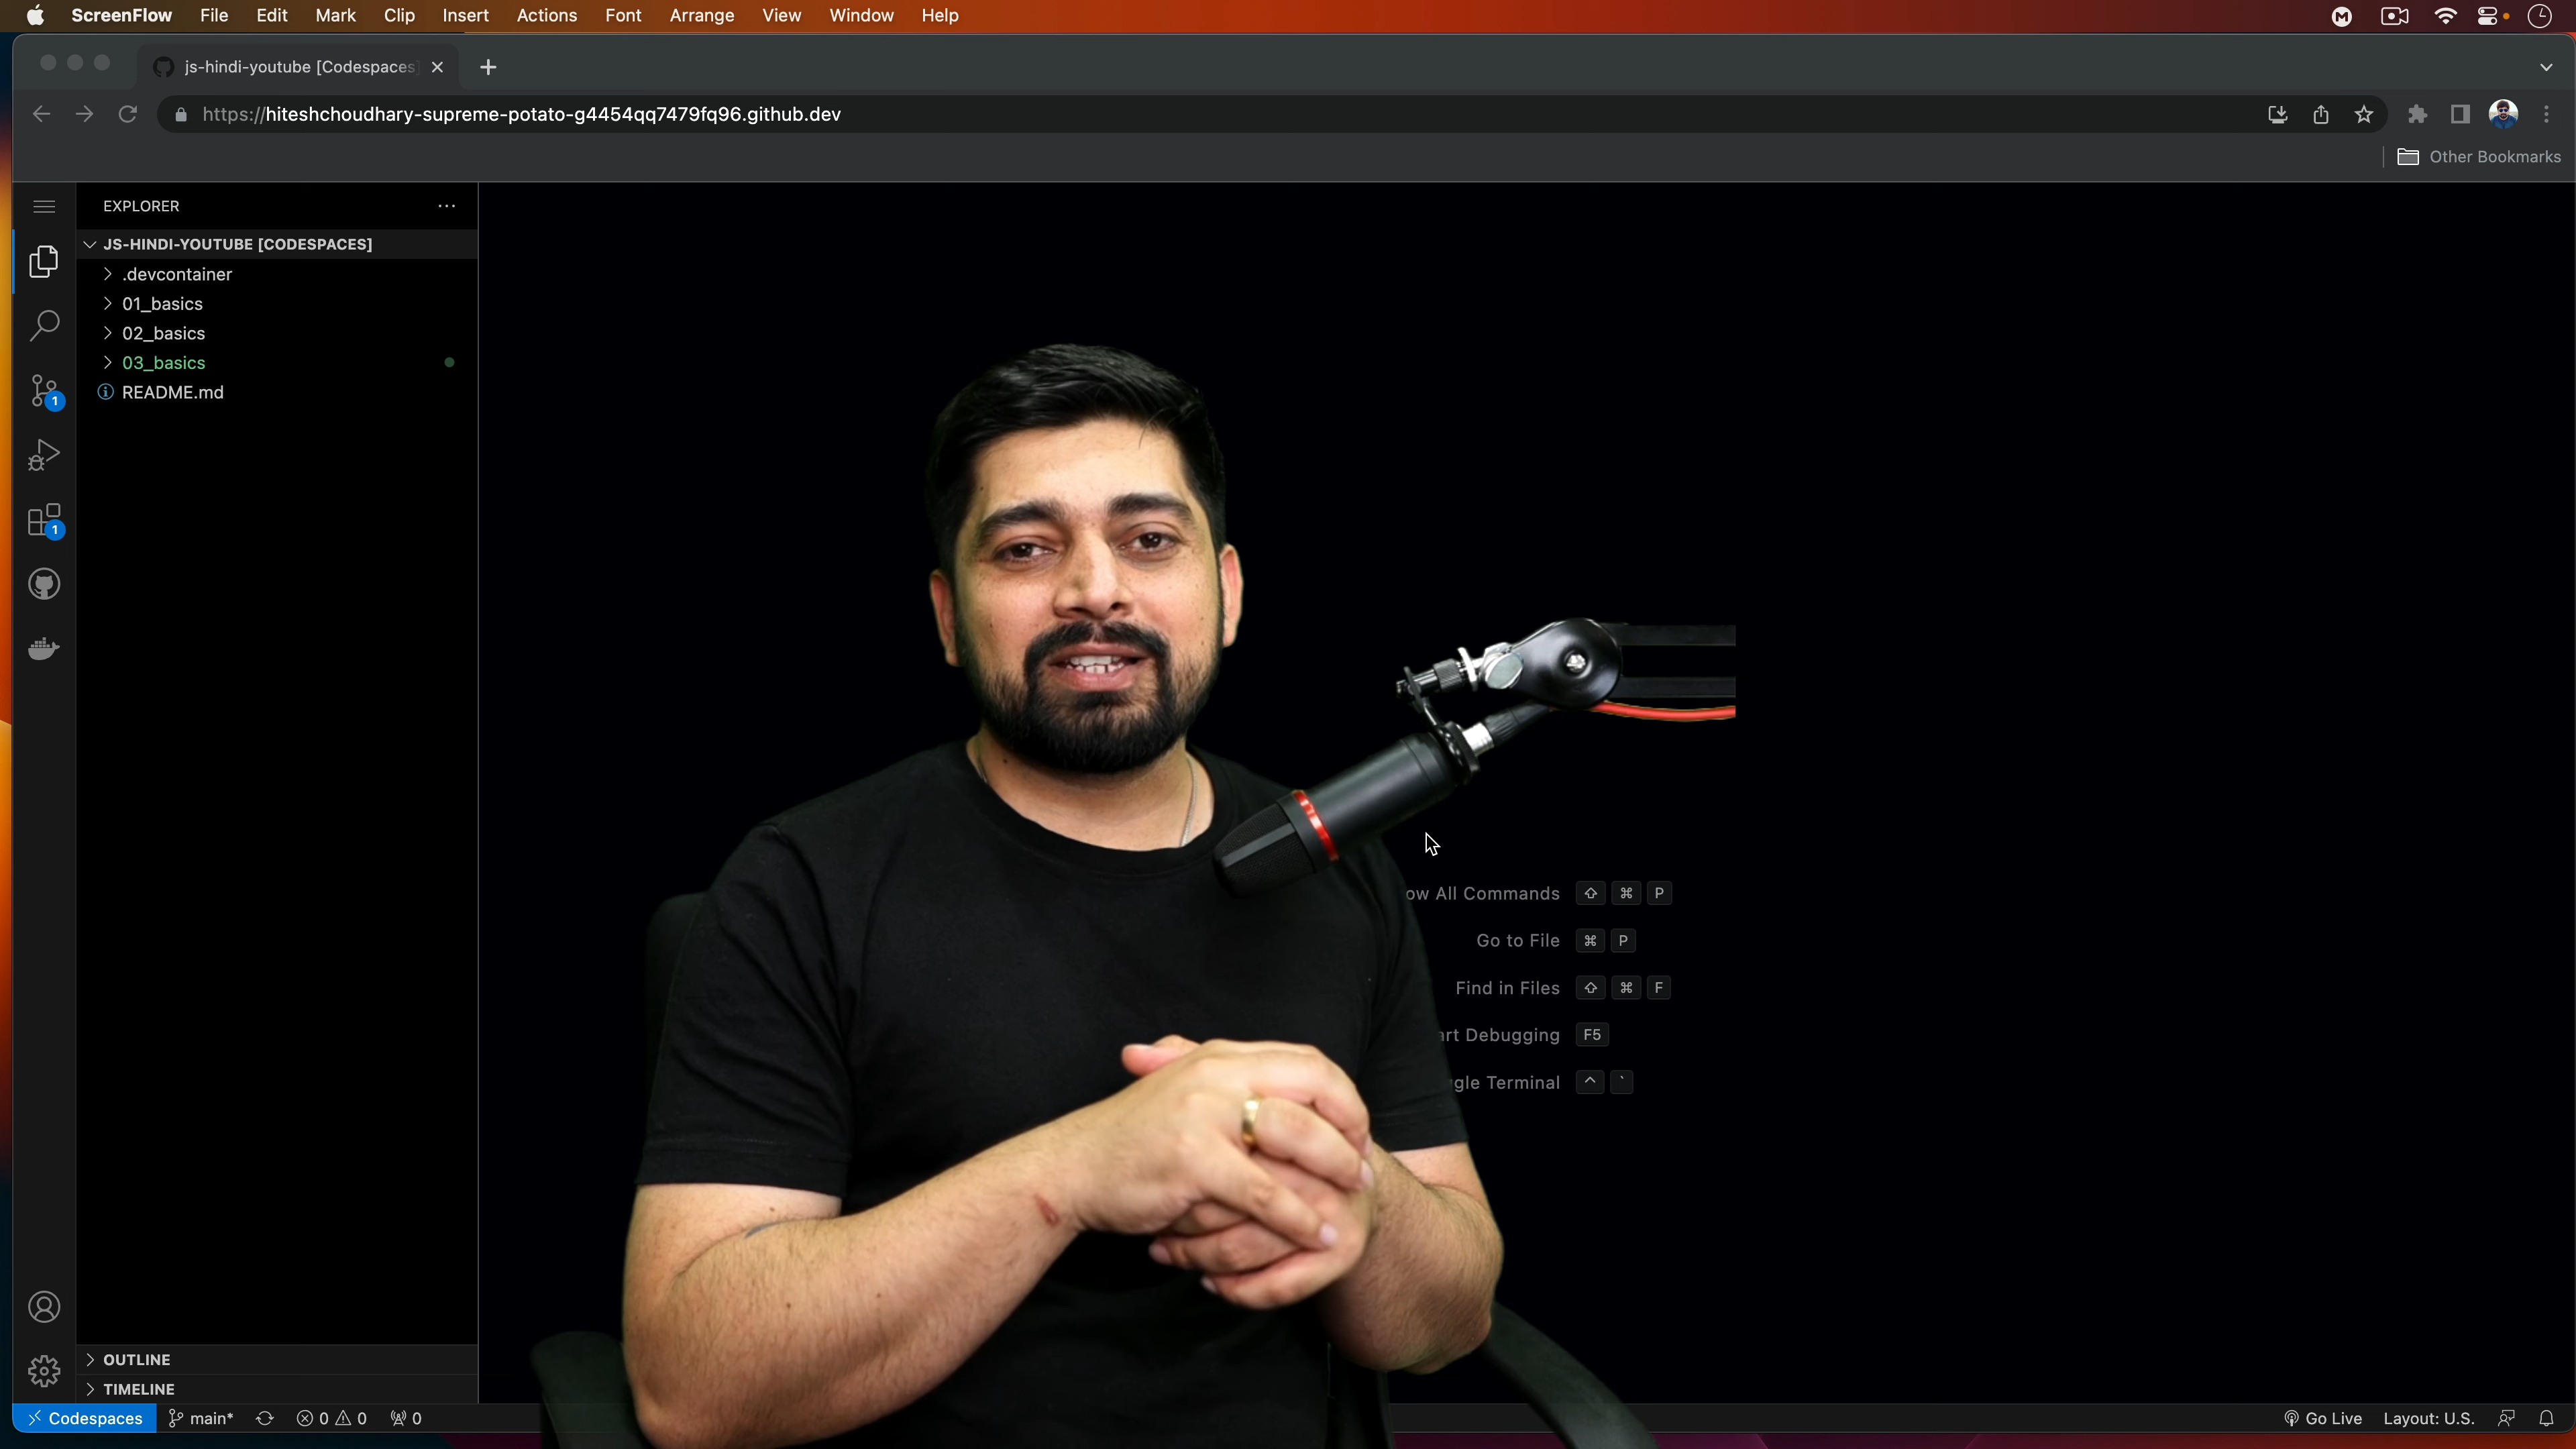 ScreenFlow File Edit Mark Clip Insert Actions Font Arrange View Window Help
js-hindi-youtube [Codespaces]
https://hiteshchoudhary-supreme-potato-g4454qq7479fq96.github.dev
Other Bookmarks
EXPLORER
JS-HINDI-YOUTUBE [CODESPACES]
.devcontainer
01_basics
02_basics
03_basics
README.md
1
1
ow All Commands ⇧ ⌘ P
Go to File ⌘ P
Find in Files ⇧ ⌘ F
art Debugging F5
gle Terminal ^ `
OUTLINE
TIMELINE
Codespaces main* 0 0 0 Go Live Layout: U.S.